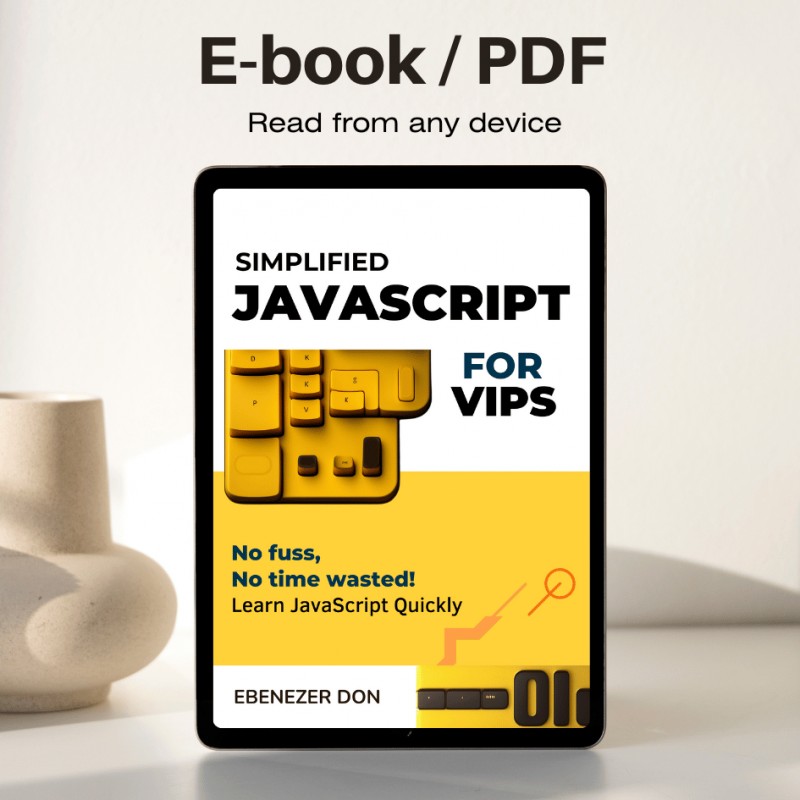 E-book / PDF
Read from any device
SIMPLIFIED
JAVASCRIPT
FOR
VIPS
D
K
K
P
V
K
No fuss,
No time wasted!
Learn JavaScript Quickly
EBENEZER DON